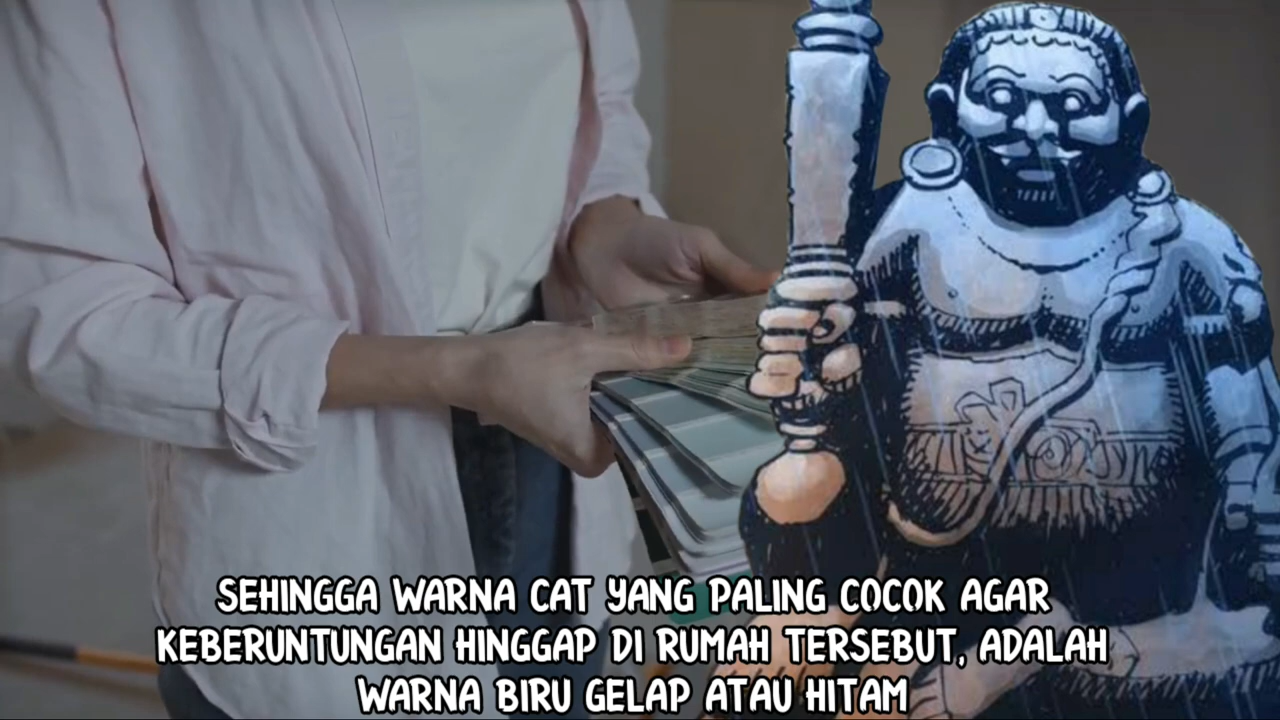 SEHINGGA WARNA CAT YANG PALING COCOK AGAR
KEBERUNTUNGAN HINGGAP DI RUMAH TERSEBUT, ADALAH
WARNA BIRU GELAP ATAU HITAM